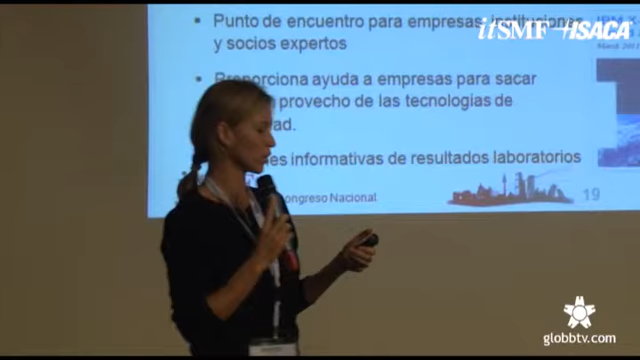 • Punto de encuentro para empresas, instituciones
y socios expertos
itSMF ISACA
• Proporciona ayuda a empresas para sacar
provecho de las tecnologías de
informativas de resultados laboratorios
ongreso Nacional
19
globbtv.com